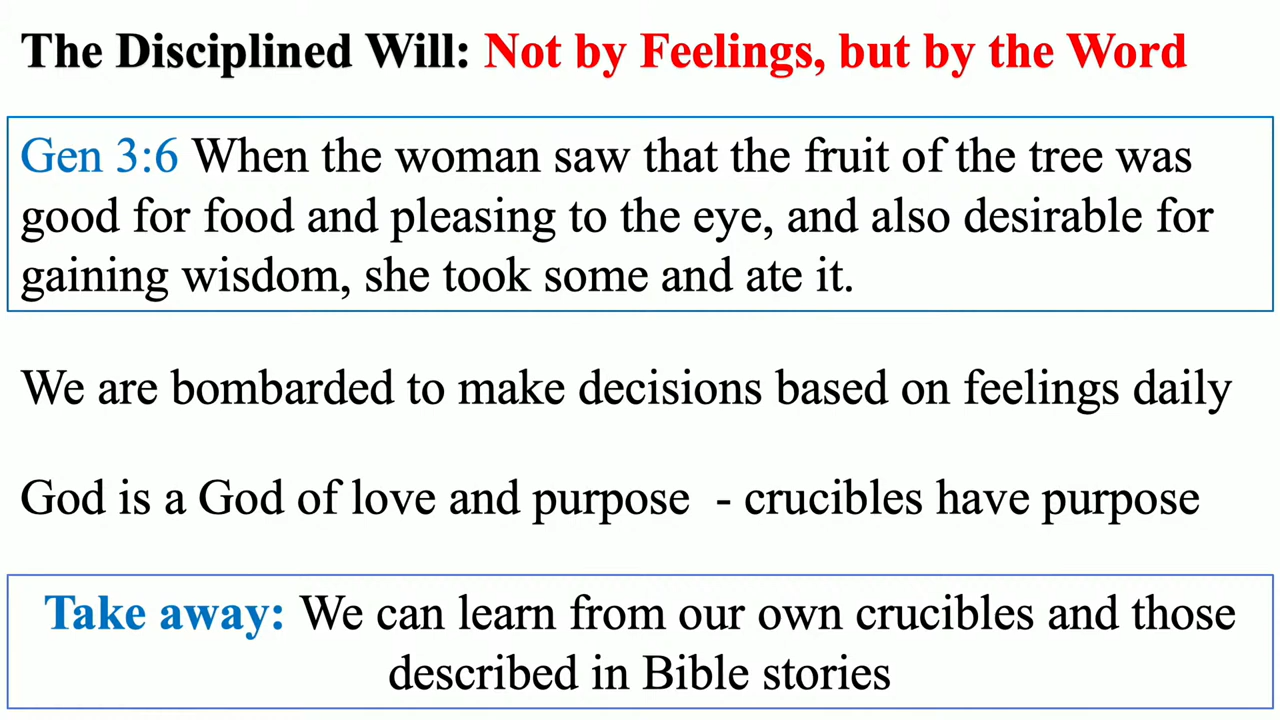 The Disciplined Will: Not by Feelings, but by the Word
Gen 3:6 When the woman saw that the fruit of the tree was
good for food and pleasing to the eye, and also desirable for
gaining wisdom, she took some and ate it.
We are bombarded to make decisions based on feelings daily
God is a God of love and purpose - crucibles have purpose
Take away: We can learn from our own crucibles and those
described in Bible stories